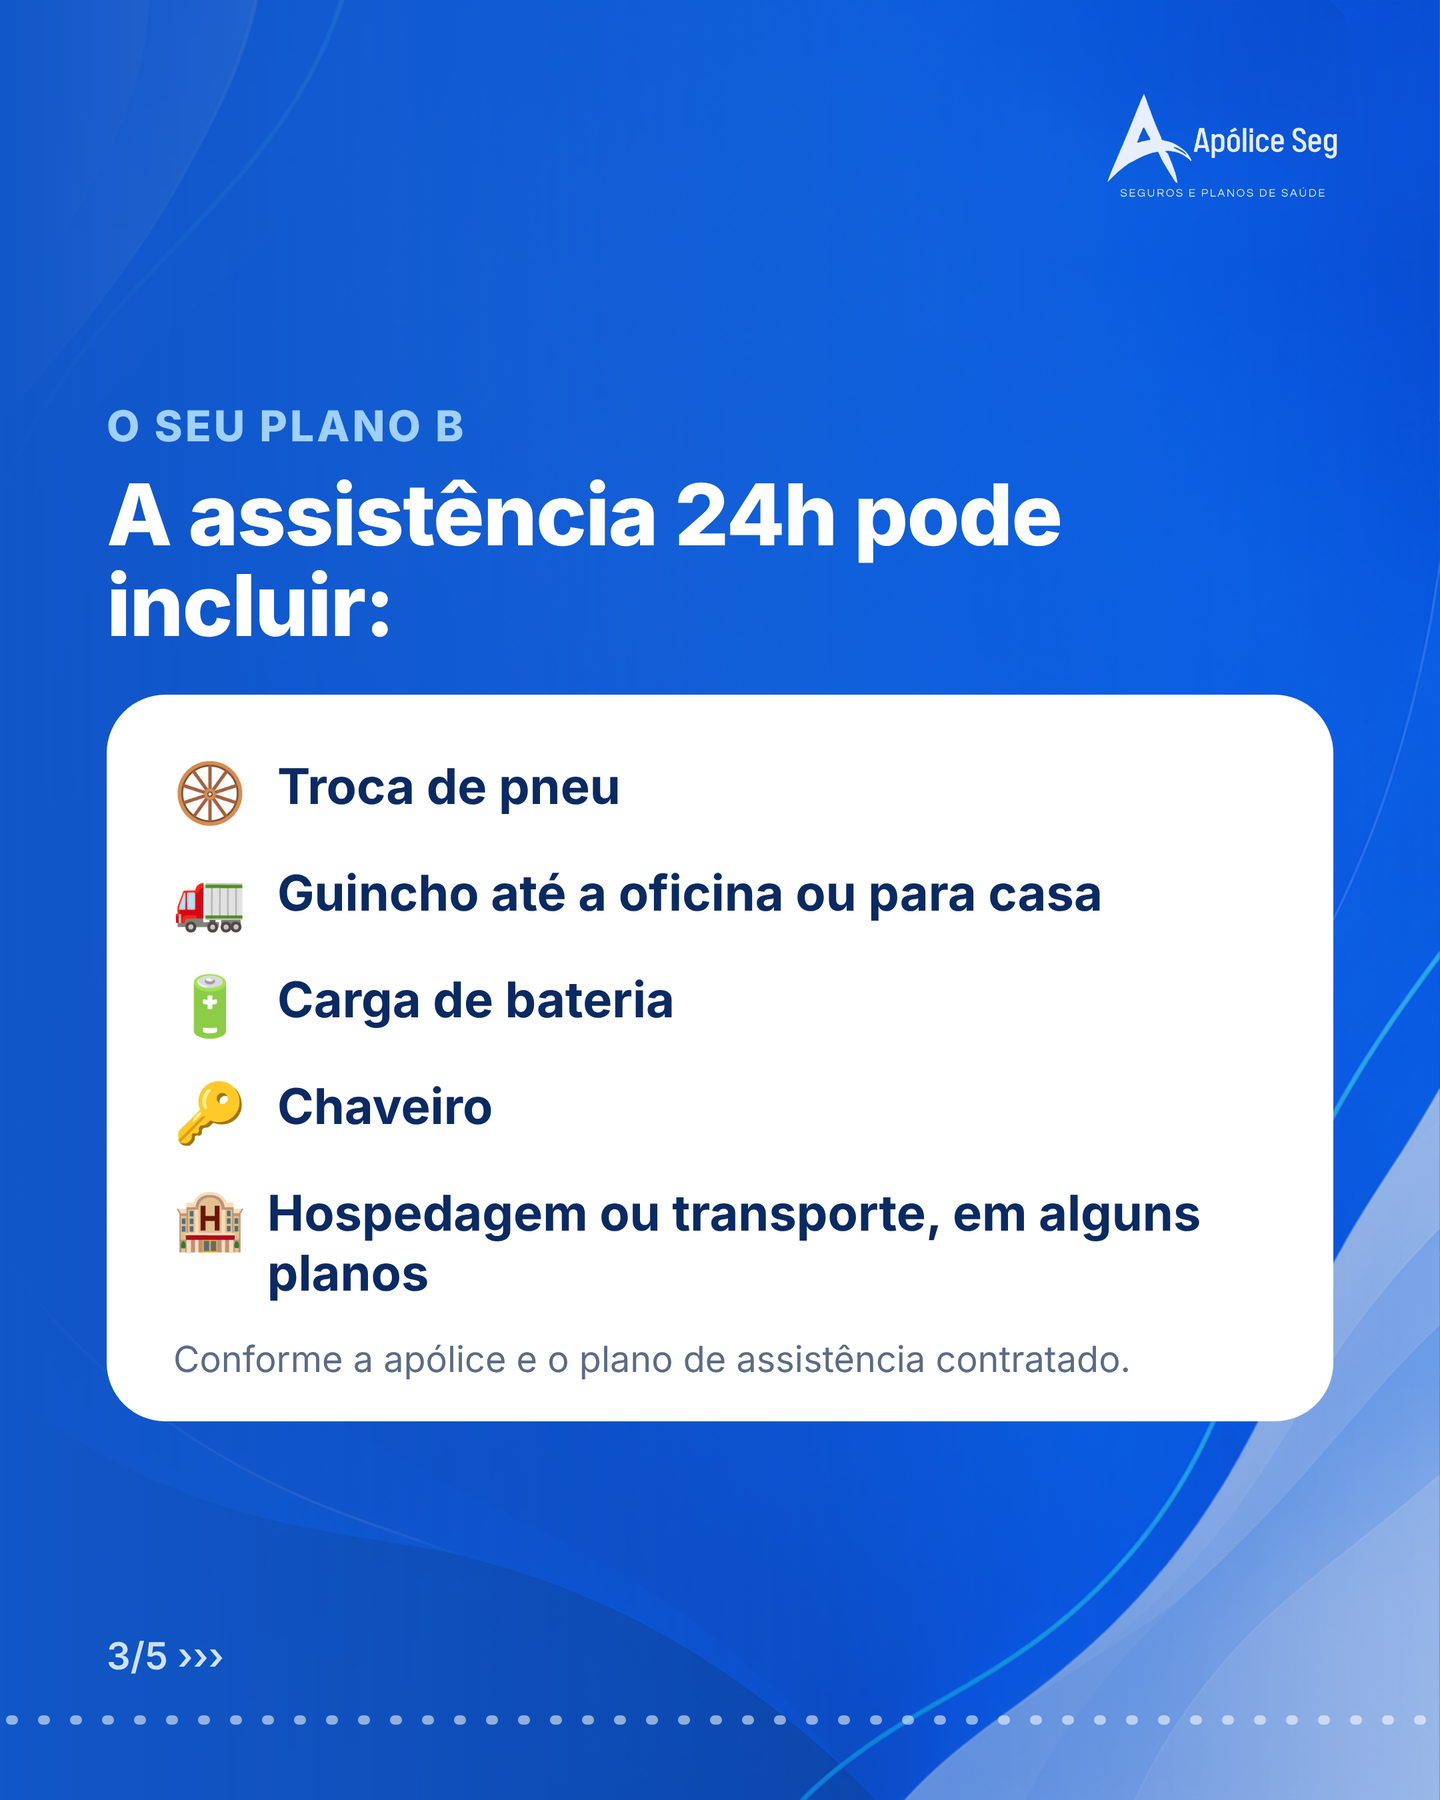 Apólice Seg
SEGUROS E PLANOS DE SAÚDE
O SEU PLANO B
A assistência 24h pode
incluir:
Troca de pneu
Guincho até a oficina ou para casa
Carga de bateria
Chaveiro
H
Hospedagem ou transporte, em alguns
planos
Conforme a apólice e o plano de assistência contratado.
3/5 ›››